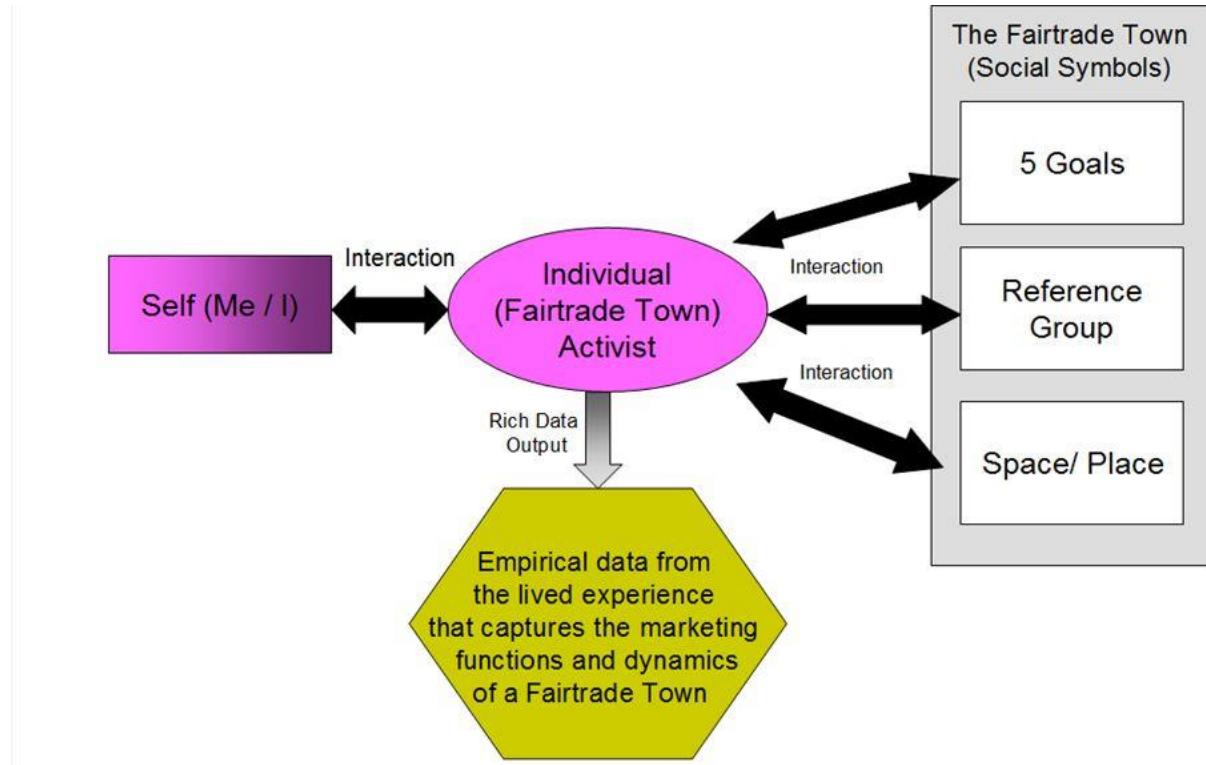 The Fairtrade Town
(Social Symbols)
5 Goals
Interaction
Interaction
Self (Me / I)
Individual
(Fairtrade Town)
Activist
Reference
Group
Interaction
Space/ Place
Rich Data
Output
Empirical data from
the lived experience
that captures the marketing
functions and dynamics
of a Fairtrade Town